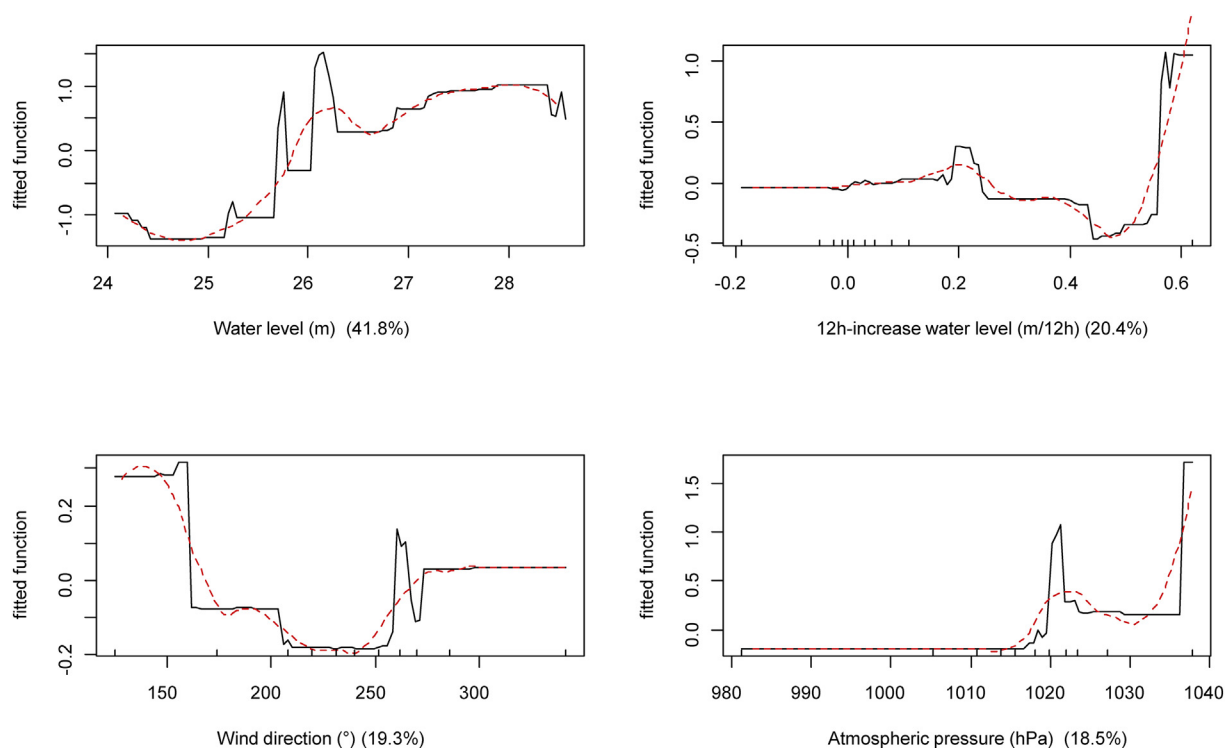 fitted function
1.0
0.0
-1.0
24 25 26 27 28
Water level (m) (41.8%)
fitted function
1.0
0.5
0.0
-0.5
-0.2 0.0 0.2 0.4 0.6
12h-increase water level (m/12h) (20.4%)
fitted function
0.2
0.0
-0.2
150 200 250 300
Wind direction (°) (19.3%)
fitted function
1.5
1.0
0.5
0.0
980 990 1000 1010 1020 1030 1040
Atmospheric pressure (hPa) (18.5%)